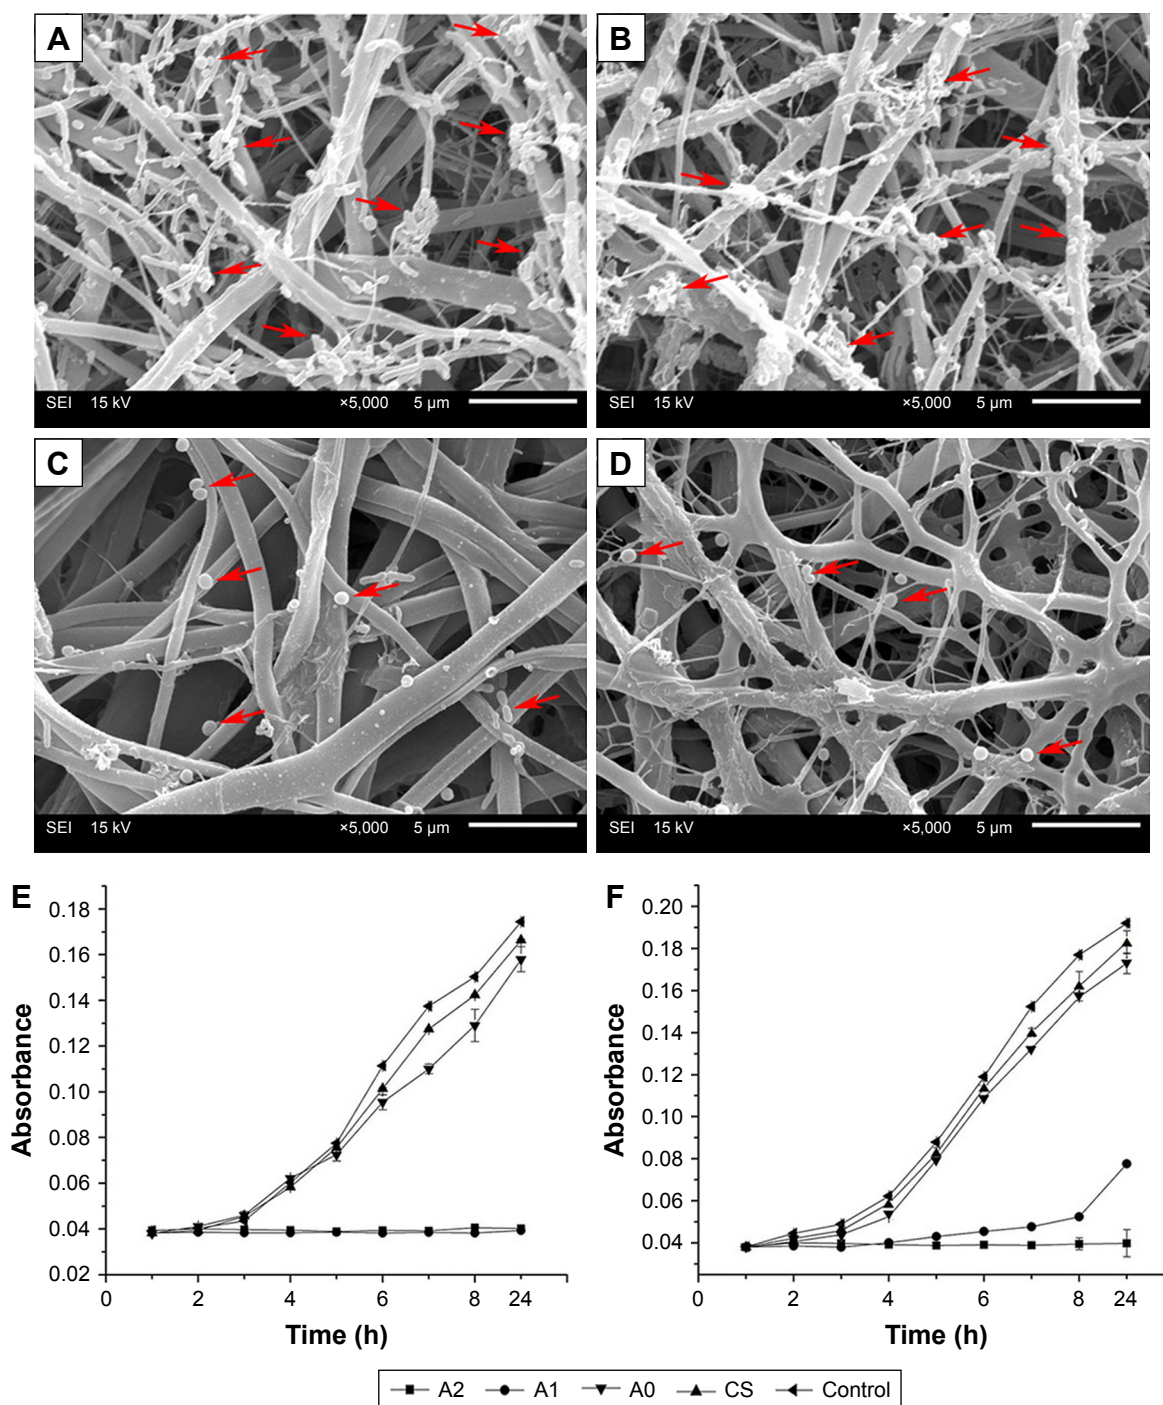 A
B
SEI 15 kV ×5,000 5 µm
SEI 15 kV ×5,000 5 µm
C
D
SEI 15 kV ×5,000 5 µm
SEI 15 kV ×5,000 5 µm
E
0.18
0.16
0.14
0.12
0.10
0.08
0.06
0.04
0.02
Absorbance
0 2 4 6 8 24
Time (h)
F
0.20
0.18
0.16
0.14
0.12
0.10
0.08
0.06
0.04
Absorbance
0 2 4 6 8 24
Time (h)
A2 A1 A0 CS Control